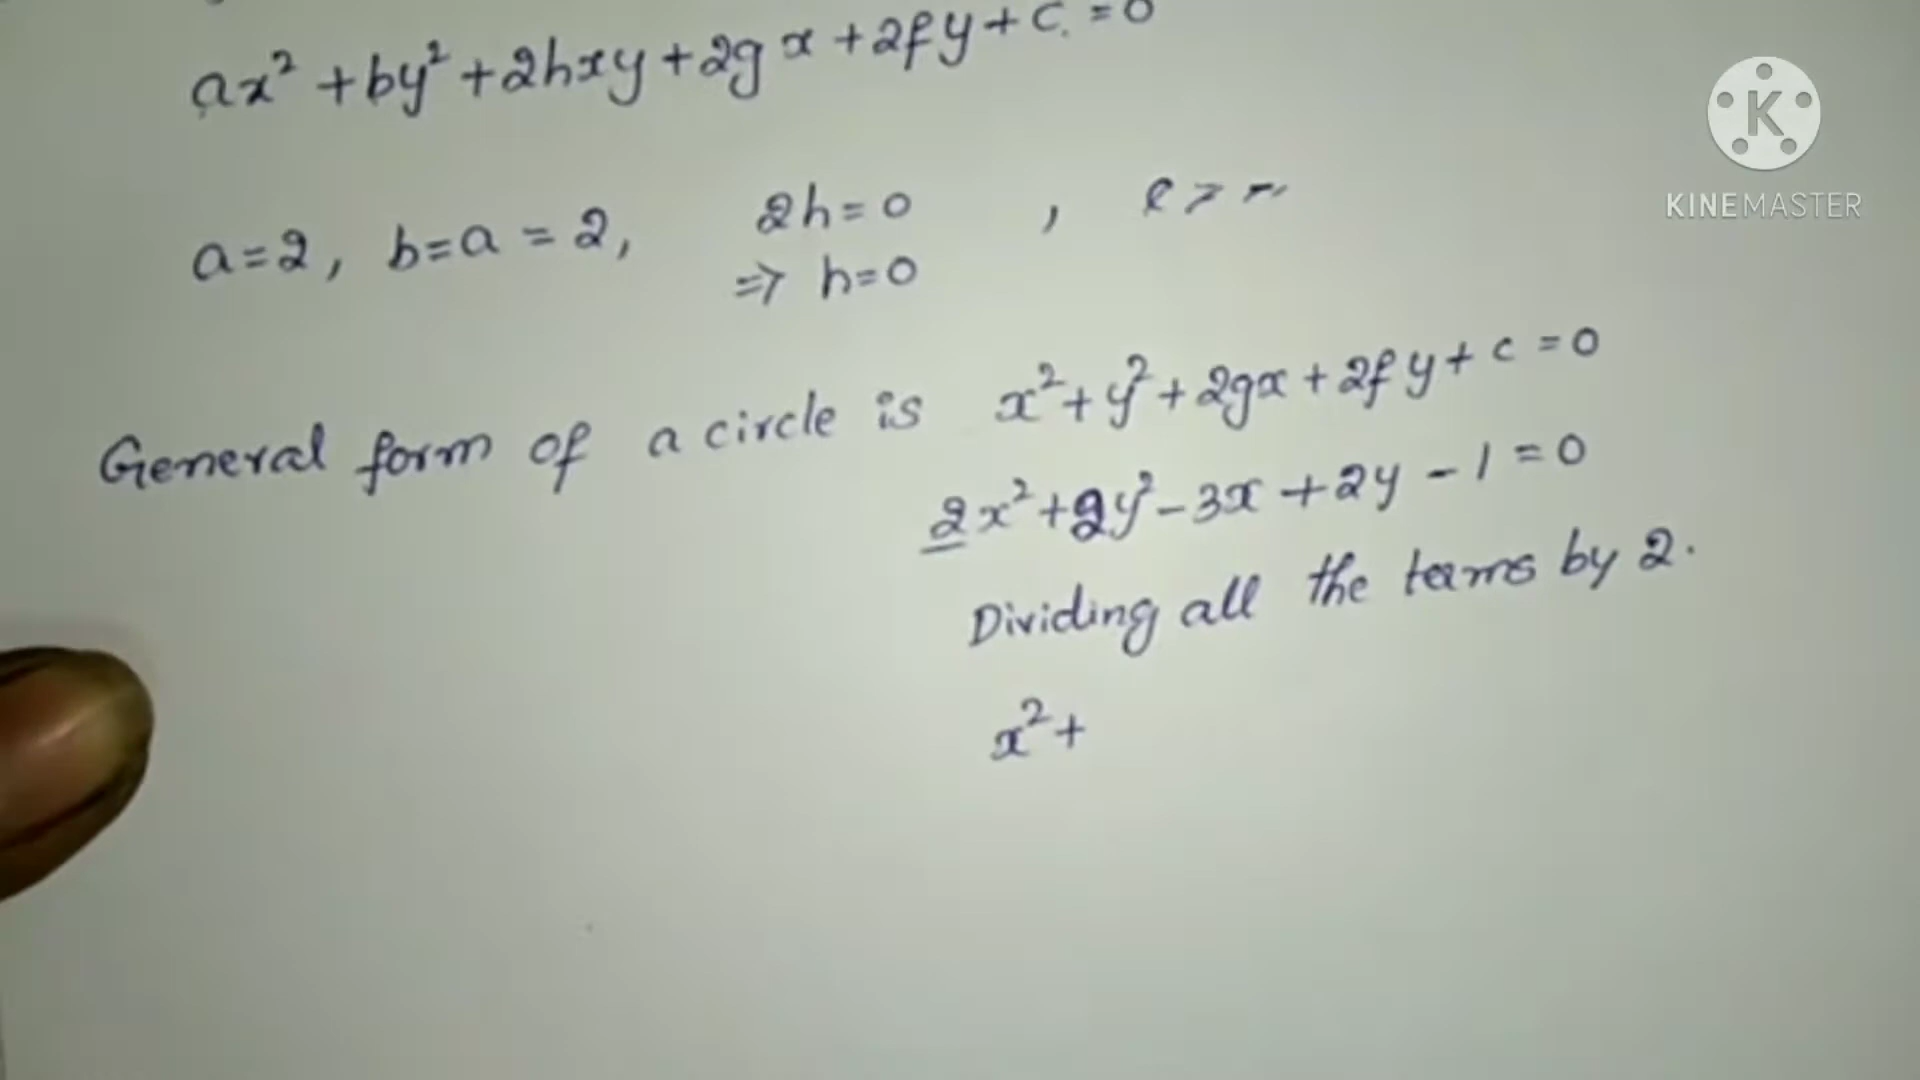 ax² + by² + 2hxy + 2gx + 2fy + c = 0
a=2, b=a=2, 2h=0 ,
⇒ h=0
General form of a circle is x² + y² + 2gx + 2fy + c = 0
2x² + 2y² - 3x + 2y - 1 = 0
Dividing all the terms by 2.
x² +
K
KINEMASTER